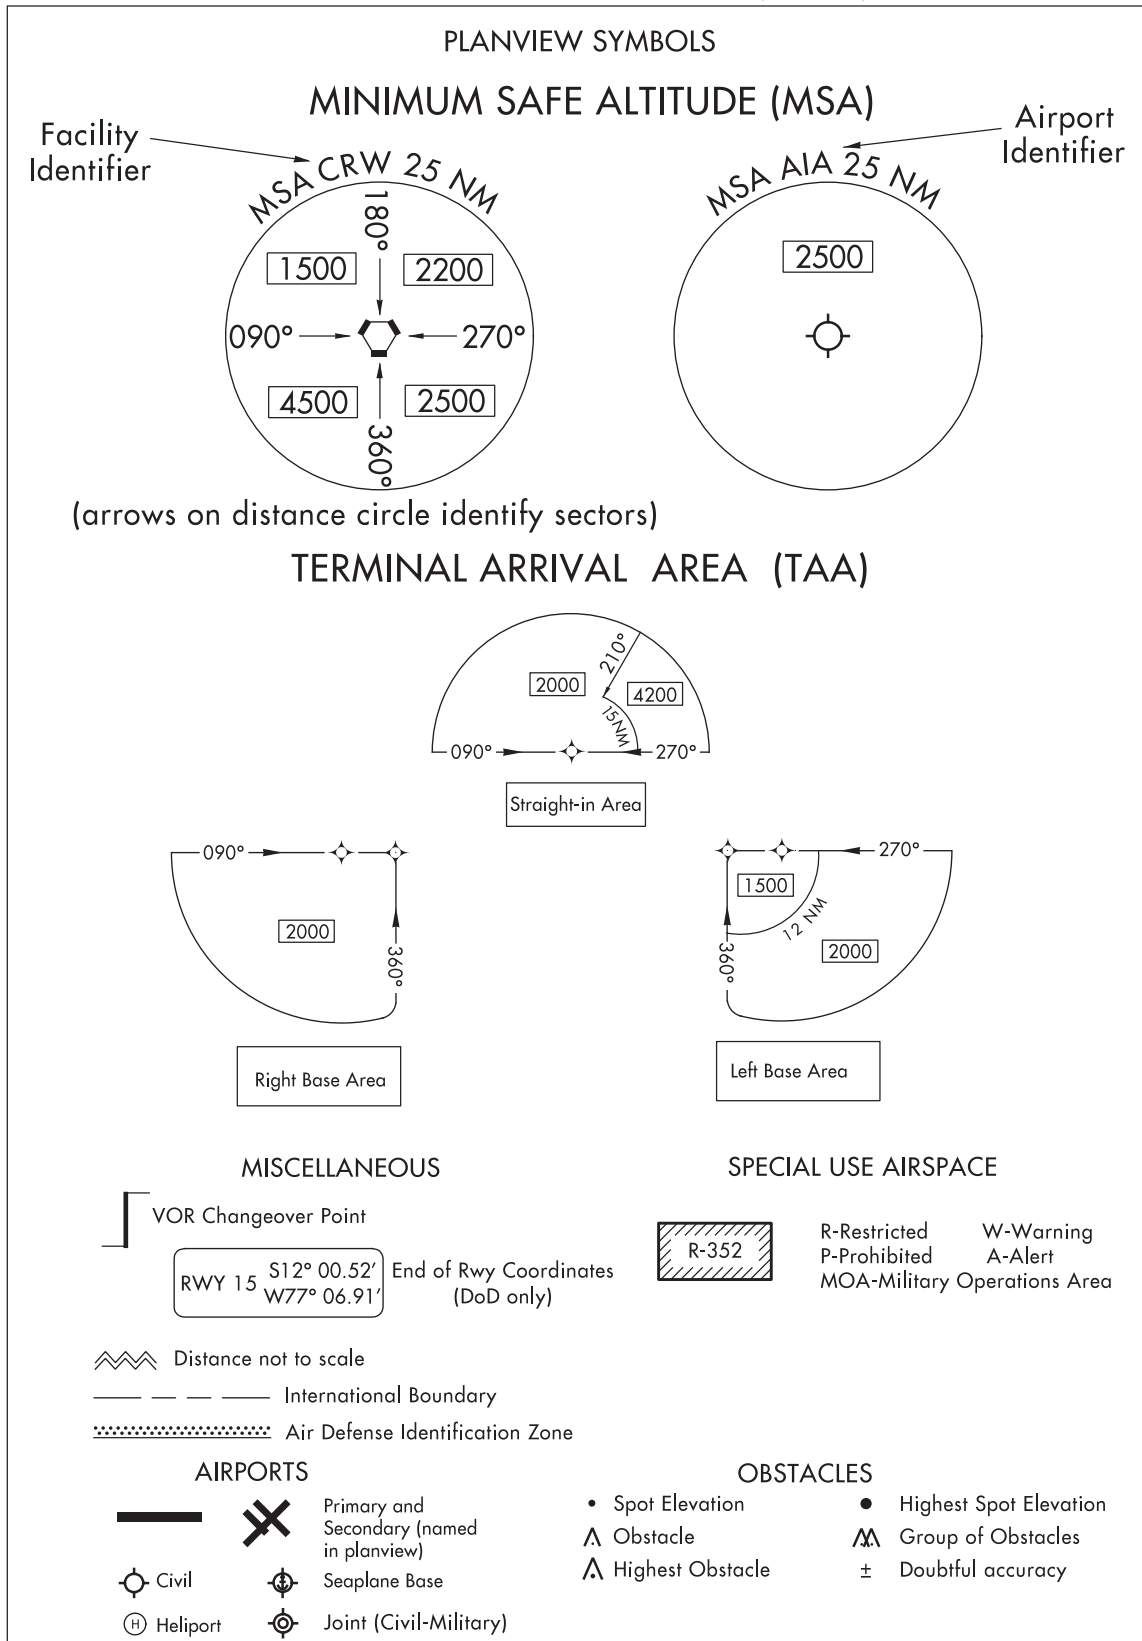 PLANVIEW SYMBOLS
MINIMUM SAFE ALTITUDE (MSA)
Facility
Identifier
Airport
Identifier
MSA CRW 25 NM
180°
1500
2200
090°
270°
4500
2500
360°
MSA AIA 25 NM
2500
(arrows on distance circle identify sectors)
TERMINAL ARRIVAL AREA (TAA)
210°
2000
4200
15 NM
090°
270°
Straight-in Area
090°
2000
360°
Right Base Area
270°
1500
12 NM
2000
360°
Left Base Area
MISCELLANEOUS
VOR Changeover Point
RWY 15
S12° 00.52'
W77° 06.91'
End of Rwy Coordinates
(DoD only)
Distance not to scale
International Boundary
Air Defense Identification Zone
SPECIAL USE AIRSPACE
R-352
R-Restricted W-Warning
P-Prohibited A-Alert
MOA-Military Operations Area
AIRPORTS
Primary and
Secondary (named
in planview)
Civil
Seaplane Base
H
Heliport
Joint (Civil-Military)
OBSTACLES
Spot Elevation
Highest Spot Elevation
Obstacle
Group of Obstacles
Highest Obstacle
± Doubtful accuracy